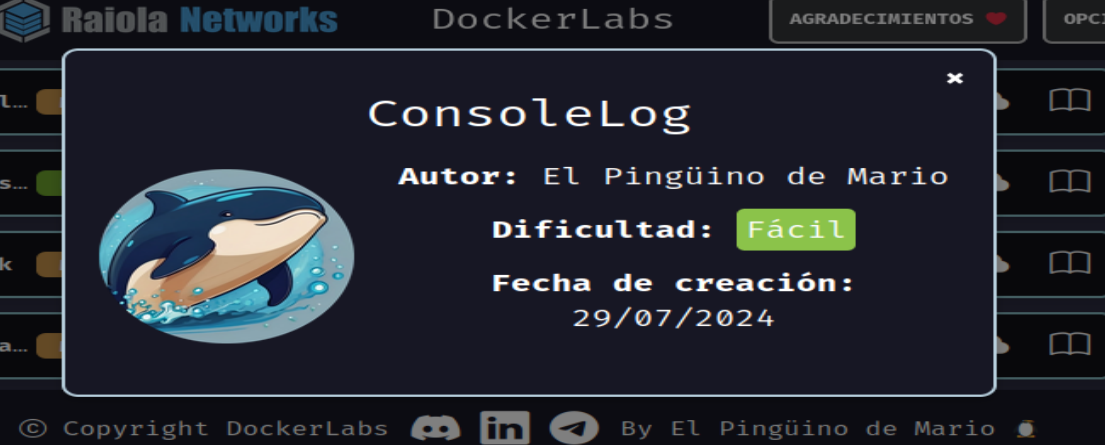 Raiola Networks
DockerLabs
AGRADECIMIENTOS
OPCI
ConsoleLog
Autor: El Pingüino de Mario
Dificultad: Fácil
Fecha de creación:
29/07/2024
l...
s...
k
a...
© Copyright DockerLabs in By El Pingüino de Mario